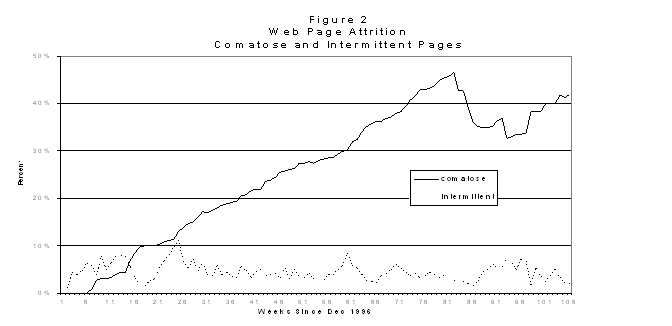 Figure 2
Web Page Attrition
Comatose and Intermittent Pages
50%
40%
30%
20%
10%
0%
Percent
comatose
Intermittent
1 6 11 16 21 26 31 36 41 46 51 56 61 66 71 76 81 86 91 96 101 106
Weeks Since Dec 1996